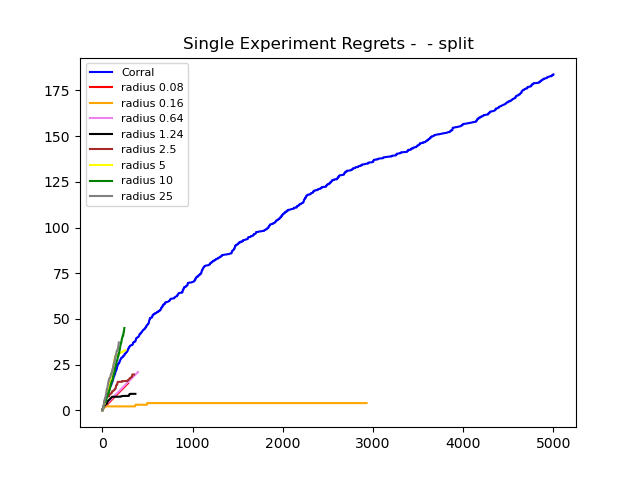 Single Experiment Regrets -  - split
Corral
radius 0.08
radius 0.16
radius 0.64
radius 1.24
radius 2.5
radius 5
radius 10
radius 25
175
150
125
100
75
50
25
0
0 1000 2000 3000 4000 5000